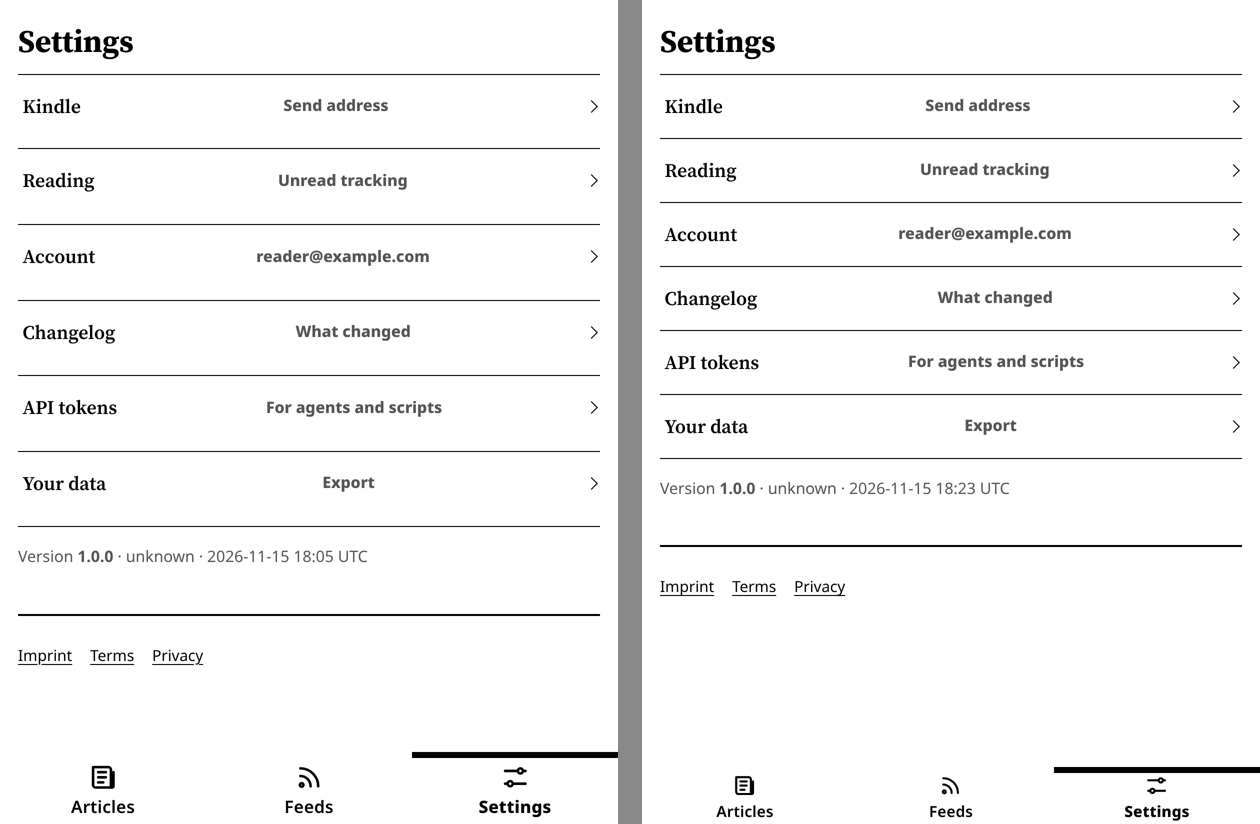 Settings
Kindle Send address
Reading Unread tracking
Account reader@example.com
Changelog What changed
API tokens For agents and scripts
Your data Export
Version 1.0.0 · unknown · 2026-11-15 18:05 UTC
Imprint Terms Privacy
Articles Feeds Settings
Settings
Kindle Send address
Reading Unread tracking
Account reader@example.com
Changelog What changed
API tokens For agents and scripts
Your data Export
Version 1.0.0 · unknown · 2026-11-15 18:23 UTC
Imprint Terms Privacy
Articles Feeds Settings